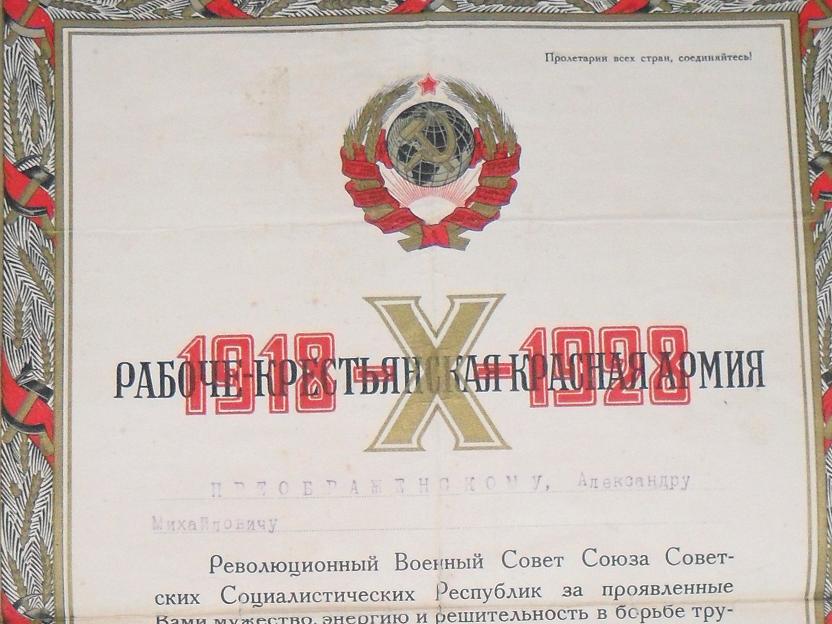 Пролетарии всех стран, соединяйтесь!
1918 - X - 1928
РАБОЧЕ-КРЕСТЬЯНСКАЯ КРАСНАЯ АРМИЯ
ПРЕОБРАЖЕНСКОМУ, Александру
Михайловичу
Революционный Военный Совет Союза Совет-
ских Социалистических Республик за проявленные
Вами мужество, энергию и решительность в борьбе тру-